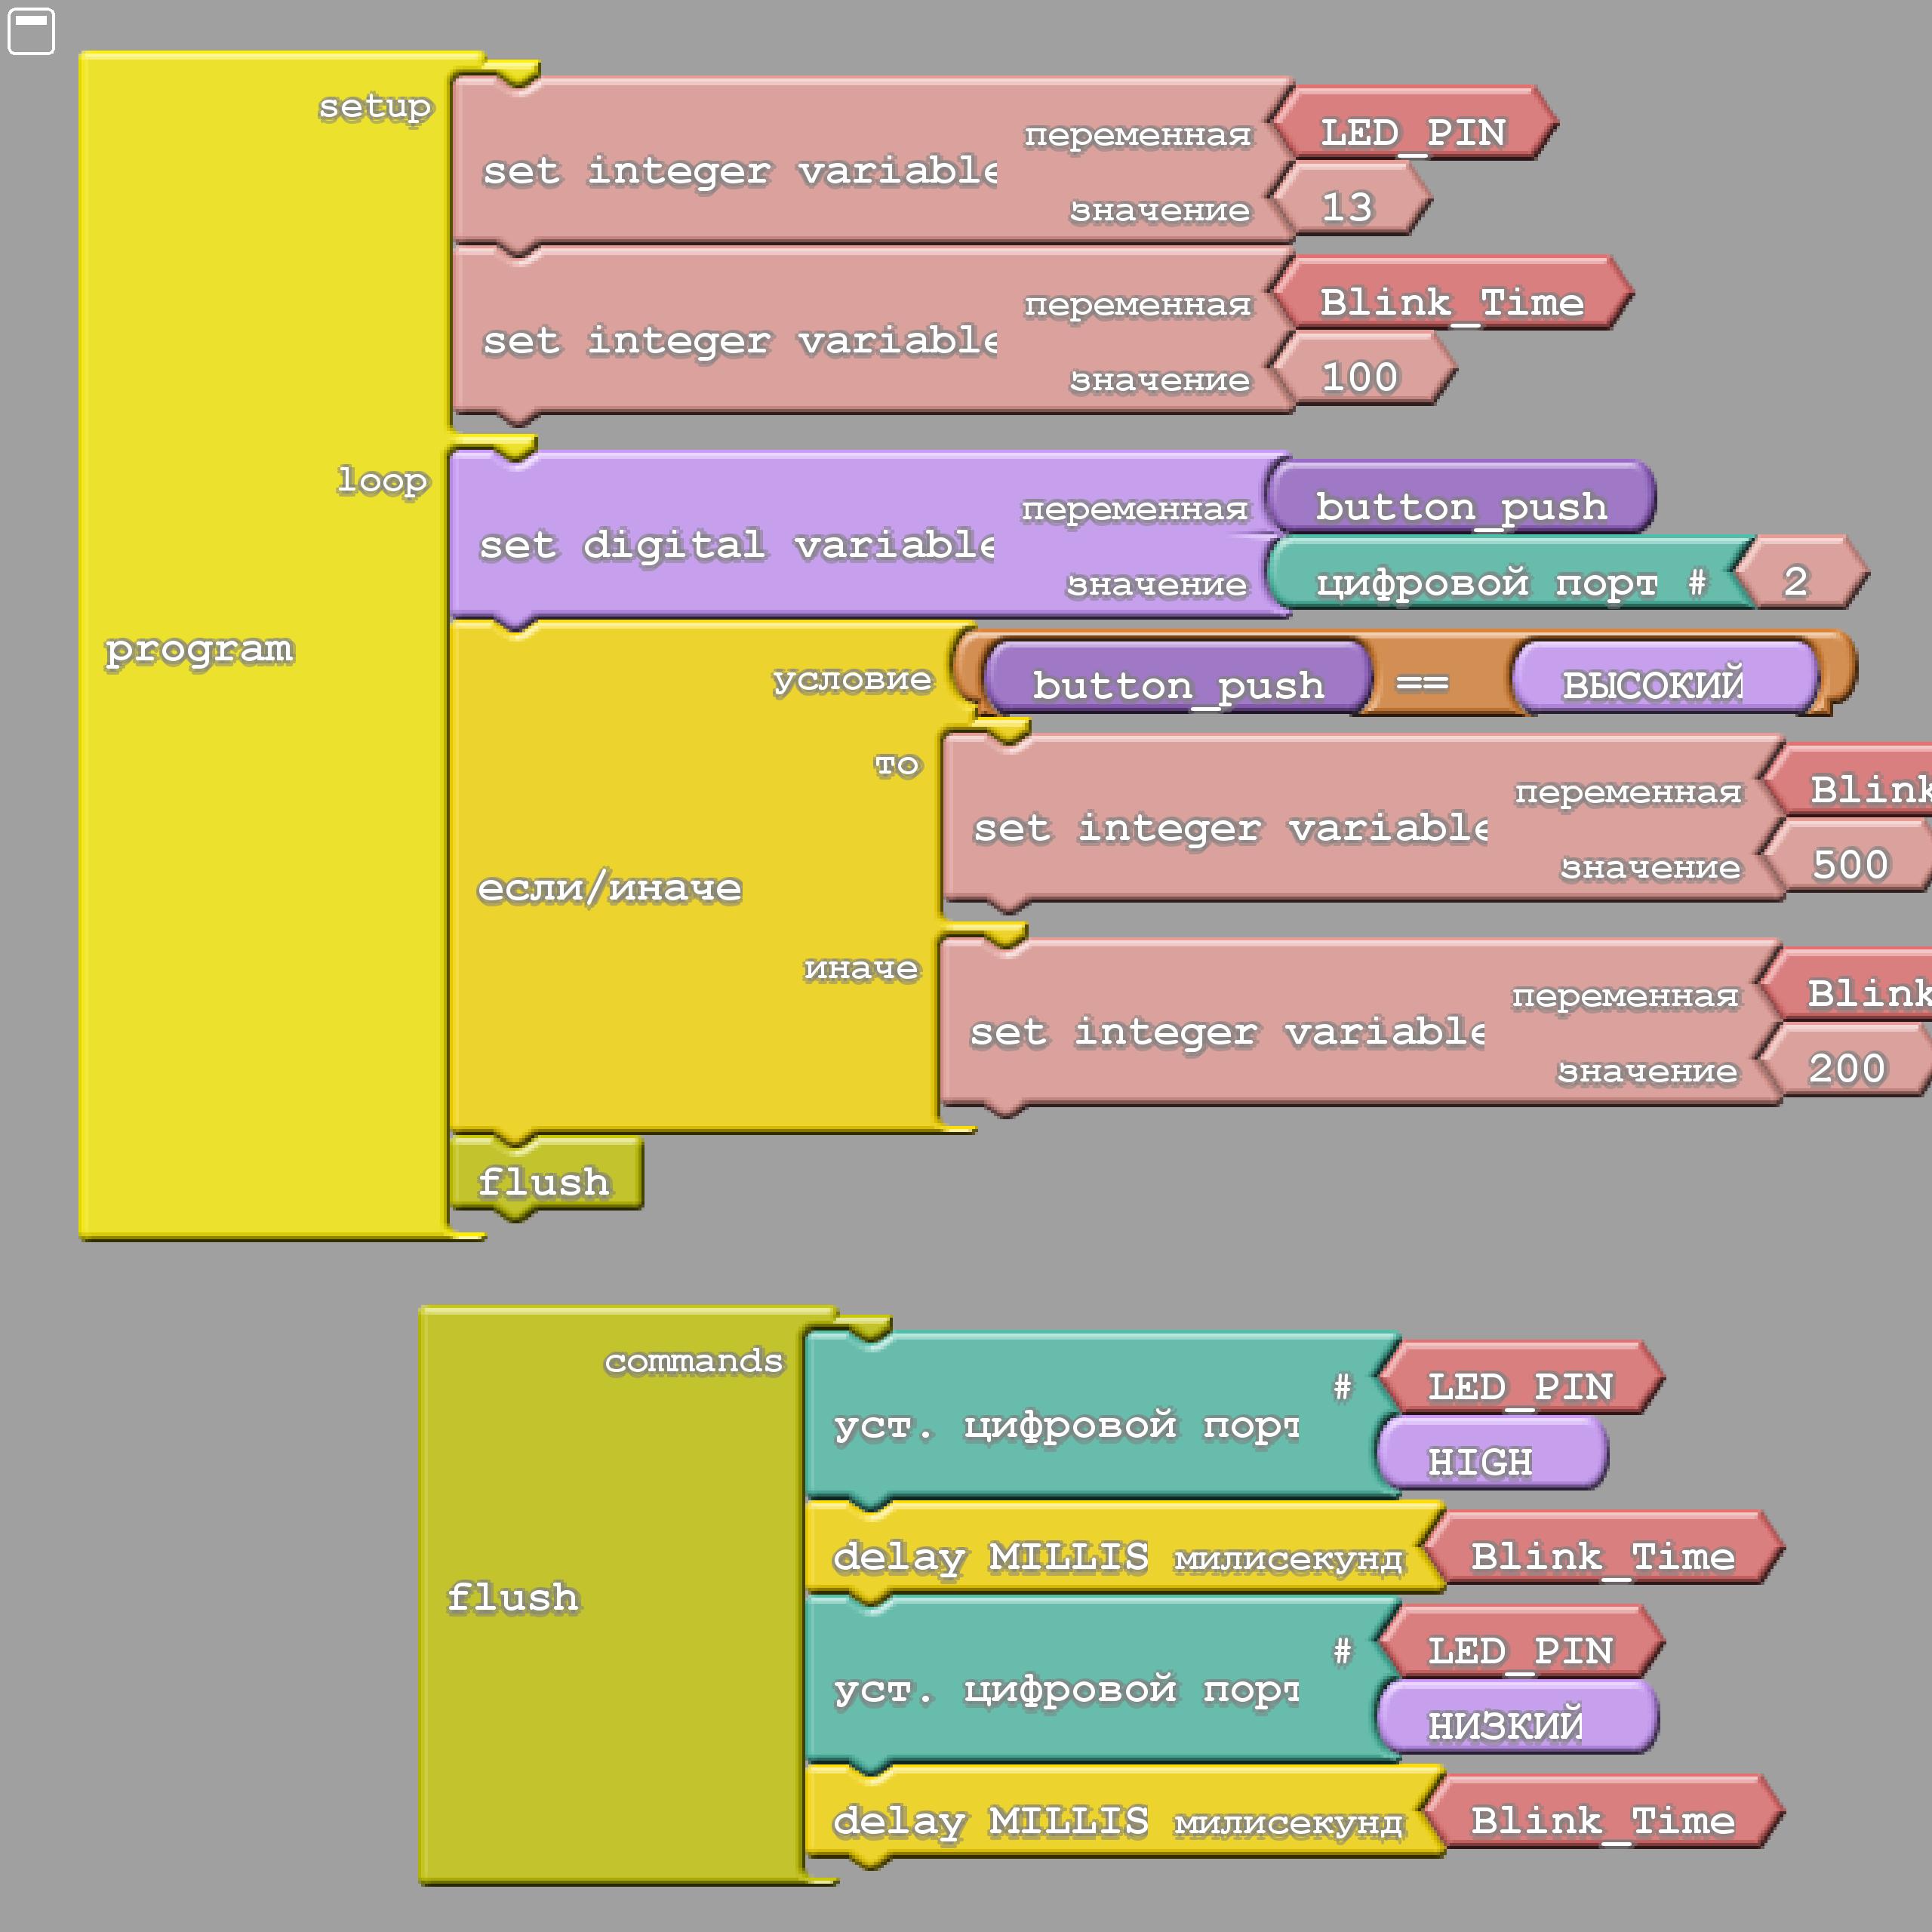 setup
set integer variable
переменная
LED_PIN
значение
13
set integer variable
переменная
Blink_Time
значение
100
loop
set digital variable
переменная
button_push
значение
цифровой порт # 2
program
условие
button_push == ВЫСОКИЙ
то
set integer variable
переменная
Blink
значение
500
если/иначе
иначе
set integer variable
переменная
Blink
значение
200
flush
commands
уст. цифровой порт
# LED_PIN
HIGH
delay MILLIS милисекунд Blink_Time
flush
уст. цифровой порт
# LED_PIN
НИЗКИЙ
delay MILLIS милисекунд Blink_Time